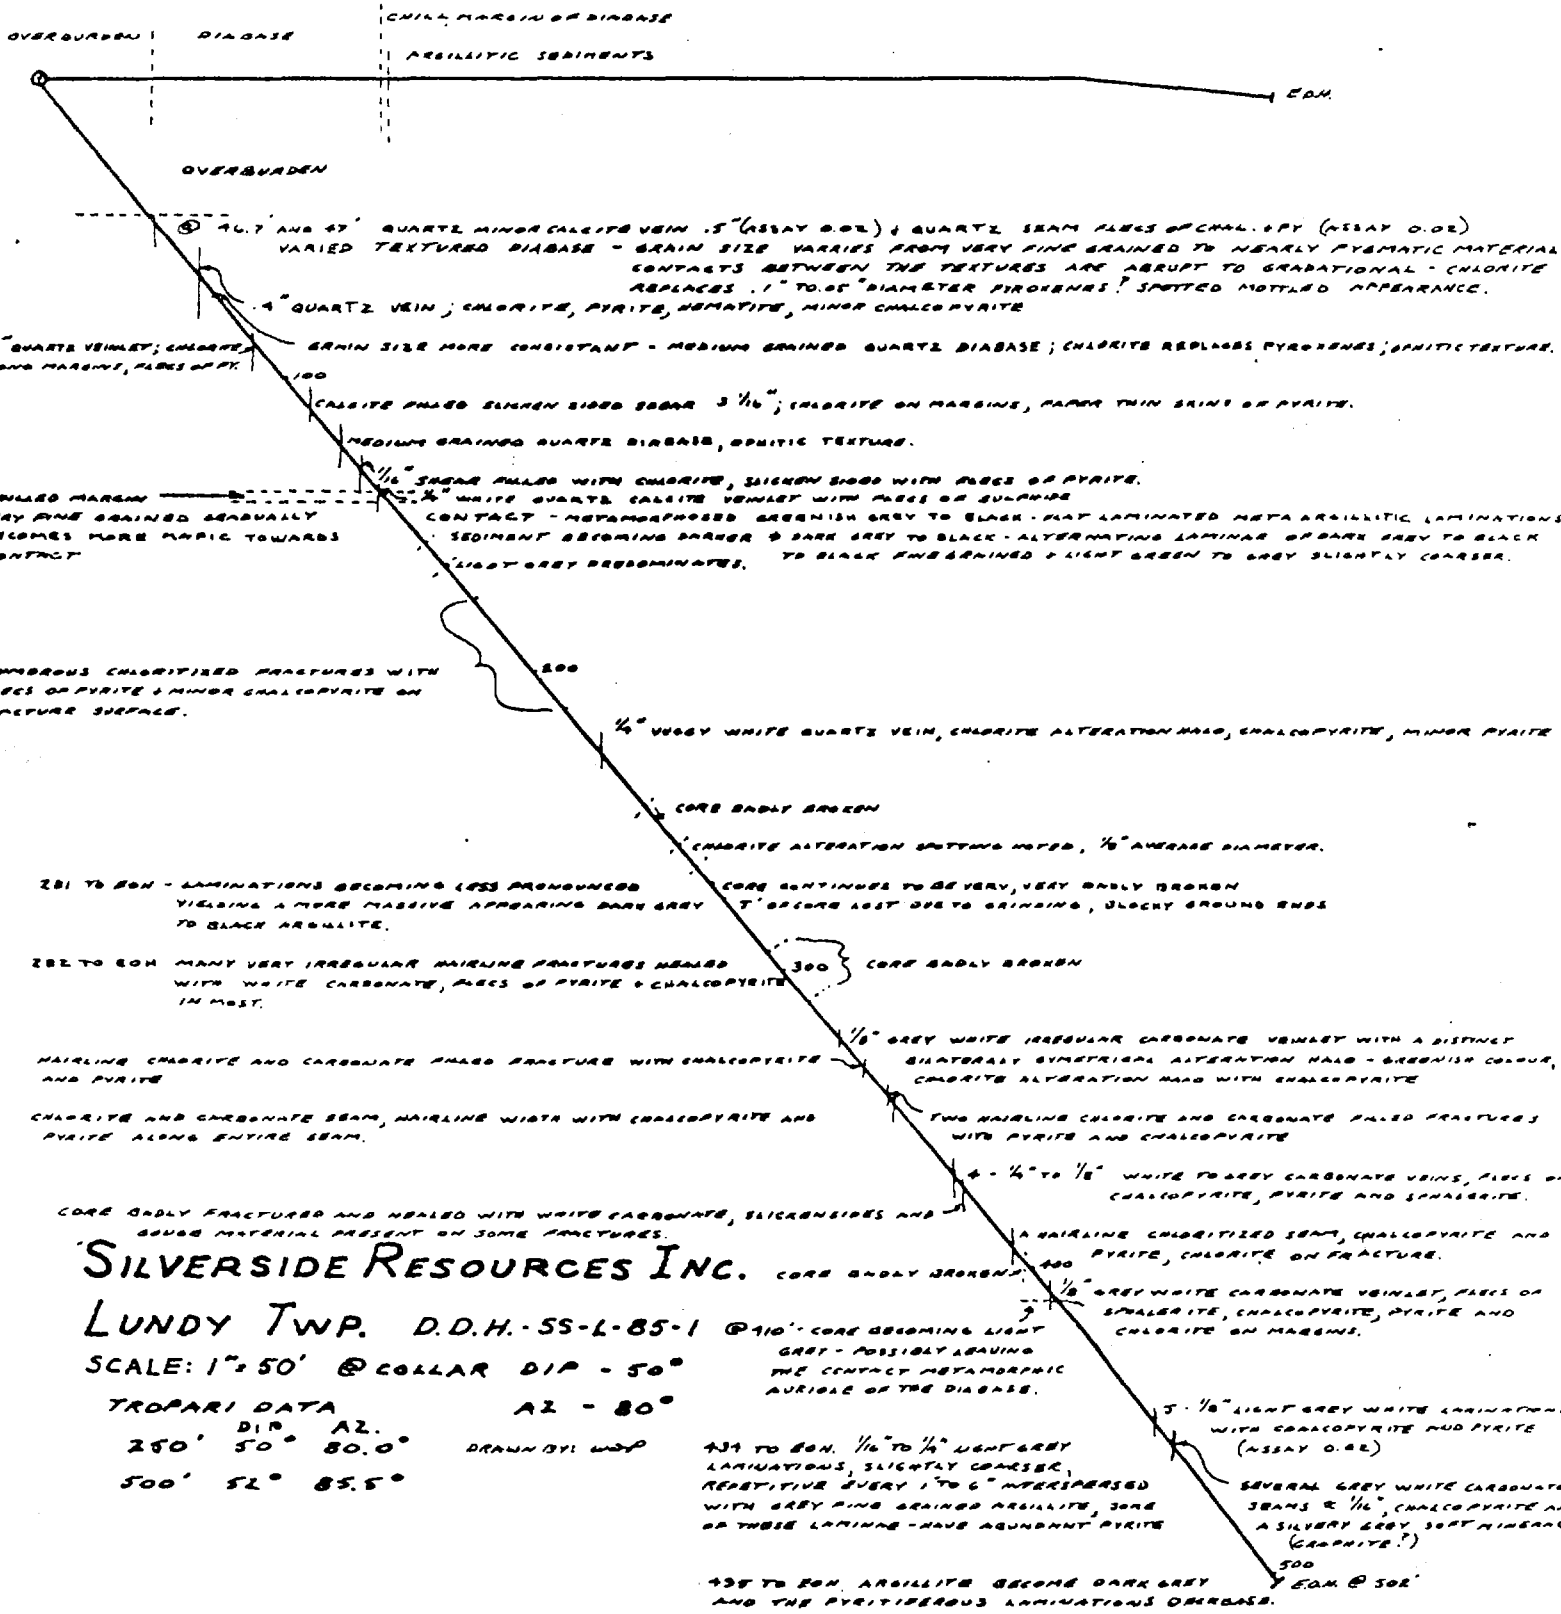 CHILL MARGIN OF DIABASE
OVERBURDEN DIABASE
ARGILLITIC SEDIMENTS
E.O.H.
OVERBURDEN
@ 46.7' AND 47' QUARTZ MINOR CALCITE VEIN .5" (ASSAY 0.02) & QUARTZ SEAM FLECS OF CHAL. & PY (ASSAY 0.02)
VARIED TEXTURED DIABASE - GRAIN SIZE VARRIES FROM VERY FINE GRAINED TO NEARLY PYGMATIC MATERIAL
CONTACTS BETWEEN THE TEXTURES ARE ABRUPT TO GRADATIONAL - CHLORITE
REPLACES .1" TO .05" DIAMETER PYROXENES? SPOTTED MOTTLED APPEARANCE.
.4" QUARTZ VEIN; CHLORITE, PYRITE, HEMATITE, MINOR CHALCOPYRITE
" QUARTZ VEINLET; CHLORITE
ONG MARGINS, FLECS OF PY.
GRAIN SIZE MORE CONSISTANT - MEDIUM GRAINED QUARTZ DIABASE; CHLORITE REPLACES PYROXENES; OPHITIC TEXTURE.
100
CALCITE FILLED SLICKEN SIDED SHEAR 3 1/16"; CHLORITE ON MARGINS, PAPER THIN SKINS OF PYRITE.
MEDIUM GRAINED QUARTZ DIABASE, OPHITIC TEXTURE.
1/16" SHEAR FILLED WITH CHLORITE, SLICKEN SIDED WITH FLECS OF PYRITE.
WHITE QUARTZ CALCITE VEINLET WITH FLECS OF SULPHIDE
HILLED MARGIN
RY FINE GRAINED GRADUALLY
ECOMES MORE MAFIC TOWARDS
ONTACT
CONTACT - METAMORPHOSED GREENISH GREY TO BLACK - FLAT LAMINATED META ARGILLITIC LAMINATIONS
SEDIMENT BECOMING DARKER & DARK GREY TO BLACK - ALTERNATING LAMINAR OF DARK GREY TO BLACK
LIGHT GREY PREDOMINATES. TO BLACK FINE GRAINED & LIGHT GREEN TO GREY SLIGHTLY COARSER.
UMOROUS CHLORITIZED FRACTURES WITH
ECS OF PYRITE & MINOR CHALCOPYRITE ON
ACTURE SURFACE.
200
1/4" VUGGY WHITE QUARTZ VEIN, CHLORITE ALTERATION HALO, CHALCOPYRITE, MINOR PYRITE
CORE BADLY BROKEN
CHLORITE ALTERATION SPOTTING NOTED, 1/8" AVERAGE DIAMETER.
281 TO EOH - LAMINATIONS BECOMING LESS PRONOUNCED
YIELDING A MORE MASSIVE APPEARING DARK GREY
TO BLACK ARGILLITE.
CORE CONTINUES TO BE VERY, VERY BADLY BROKEN
7' OF CORE LOST DUE TO GRINDING, BLOCKY GROUND ENDS
282 TO EOH MANY VERY IRREGULAR HAIRLINE FRACTURES HEALED
WITH WHITE CARBONATE, FLECS OF PYRITE & CHALCOPYRITE
IN MOST.
300 CORE BADLY BROKEN
1/8" GREY WHITE IRREGULAR CARBONATE VEINLET WITH A DISTINCT
BILATERALLY SYMETRICAL ALTERATION HALO - GREENISH COLOUR,
CHLORITE ALTERATION HALO WITH CHALCOPYRITE
HAIRLINE CHLORITE AND CARBONATE FILLED FRACTURE WITH CHALCOPYRITE
AND PYRITE
CHLORITE AND CARBONATE SEAM, HAIRLINE WIDTH WITH CHALCOPYRITE AND
PYRITE ALONG ENTIRE SEAM.
TWO HAIRLINE CHLORITE AND CARBONATE FILLED FRACTURES
WITH PYRITE AND CHALCOPYRITE
4 - 1/4" TO 1/8" WHITE TO GREY CARBONATE VEINS, FLECS O
CHALCOPYRITE, PYRITE AND SPHALERITE.
CORE BADLY FRACTURED AND HEALED WITH WHITE CARBONATE, SLICKENSIDES AND
GOUGE MATERIAL PRESENT ON SOME FRACTURES.
A HAIRLINE CHLORITIZED SEAM, CHALCOPYRITE AND
PYRITE, CHLORITE ON FRACTURE.
SILVERSIDE RESOURCES INC.
CORE BADLY BROKEN
400
1/8" GREY WHITE CARBONATE VEINLET, FLECS OF
SPHALERITE, CHALCOPYRITE, PYRITE AND
CHLORITE ON MARGINS.
LUNDY TWP. D.D.H.-SS-L-85-1
@ 410' - CORE BECOMING LIGHT
GREY - POSSIBLY LEAVING
THE CONTACT METAMORPHIC
AURIOLE OF THE DIABASE.
SCALE: 1"=50' @ COLLAR DIP - 50°
TROPARI DATA AZ - 80°
DIP AZ.
250' 50° 80.0° DRAWN BY:
500' 52° 85.5°
5 - 1/8" LIGHT GREY WHITE LAMINATION
WITH CHALCOPYRITE AND PYRITE
(ASSAY 0.02)
434 TO EOH. 1/16" TO 1/4" LIGHT GREY
LAMINATIONS, SLIGHTLY COARSER,
REPETITIVE EVERY 1" TO 6" INTERSPERSED
WITH GREY FINE GRAINED ARGILLITE, SOME
OF THESE LAMINAE - HAVE ABUNDANT PYRITE
SEVERAL GREY WHITE CARBONATE
SEAMS 1/16", CHALCOPYRITE A
A SILVERY GREY, SOFT MINERA
(GRAPHITE?)
500
E.O.H. @ 502'
495 TO EOH. ARGILLITE BECOME DARK GREY
AND THE PYRITIFEROUS LAMINATIONS DECREASE.